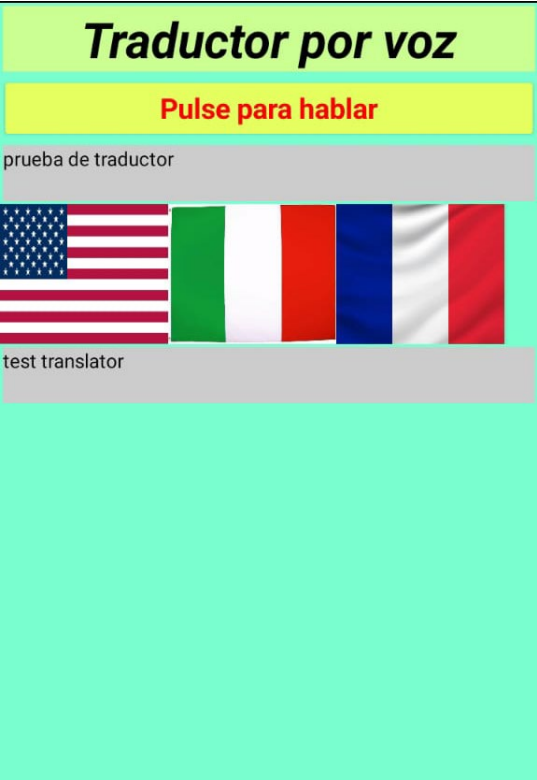 Traductor por voz
Pulse para hablar
prueba de traductor
test translator